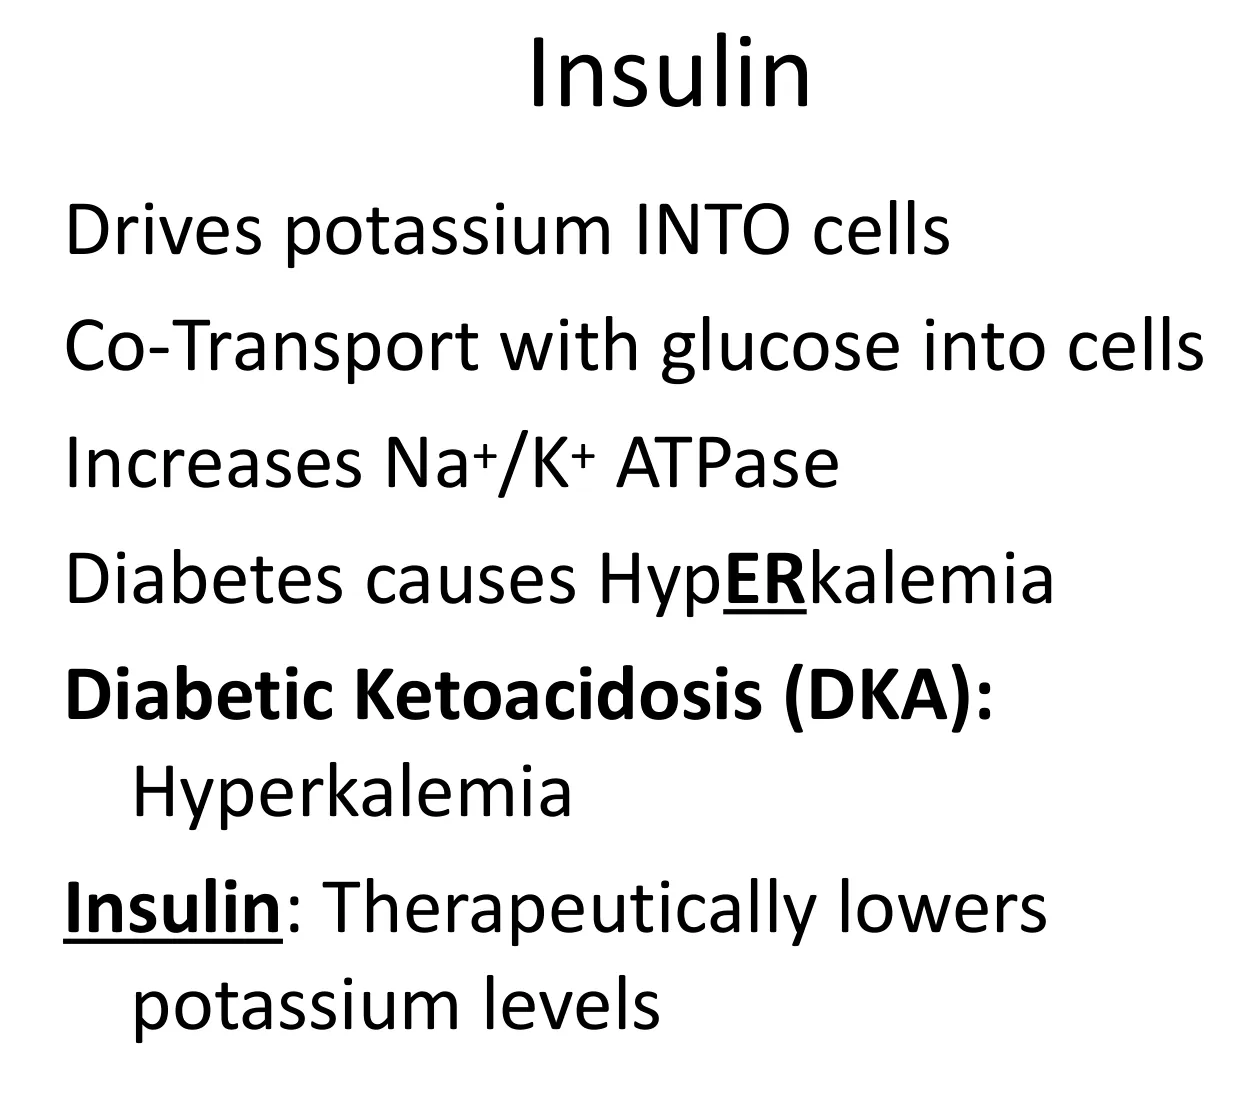 Insulin
Drives potassium INTO cells
Co-Transport with glucose into cells
Increases Na⁺/K⁺ ATPase
Diabetes causes HypERkalemia
Diabetic Ketoacidosis (DKA):
Hyperkalemia
Insulin: Therapeutically lowers
potassium levels